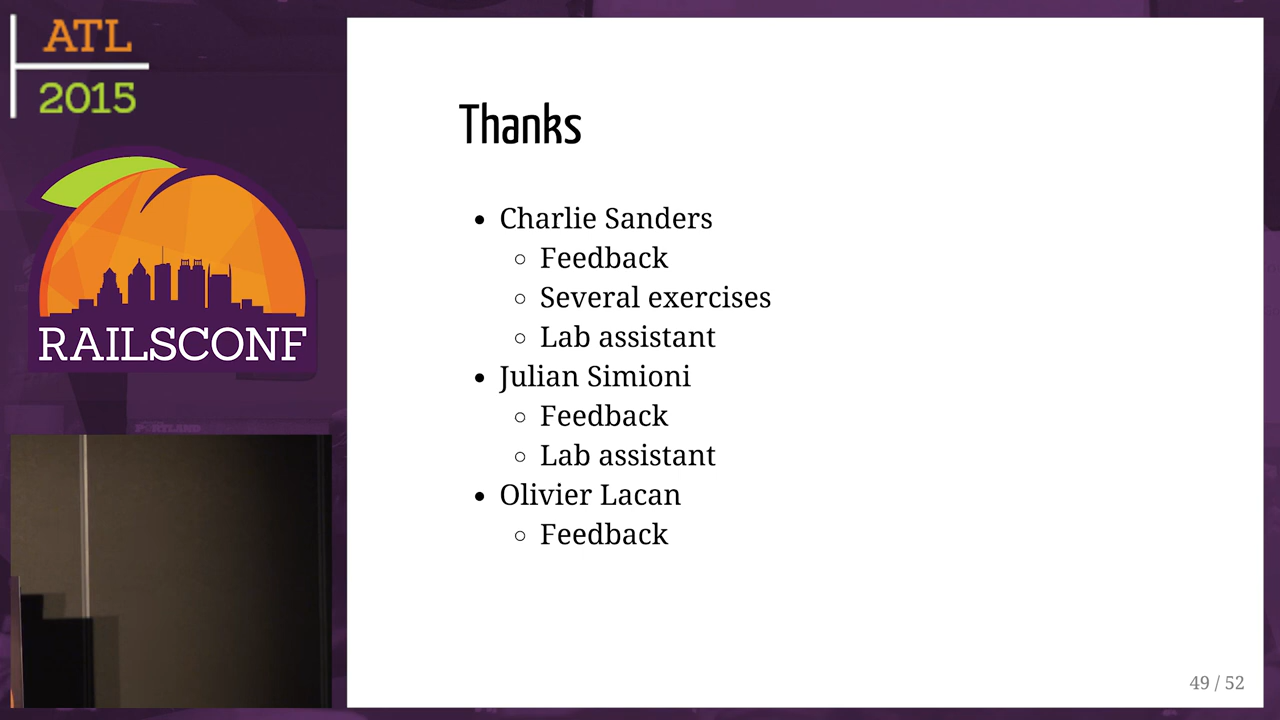 ATL
2015
RAILSCONF
Thanks
Charlie Sanders
Feedback
Several exercises
Lab assistant
Julian Simioni
Feedback
Lab assistant
Olivier Lacan
Feedback
49 / 52
PORTLAND